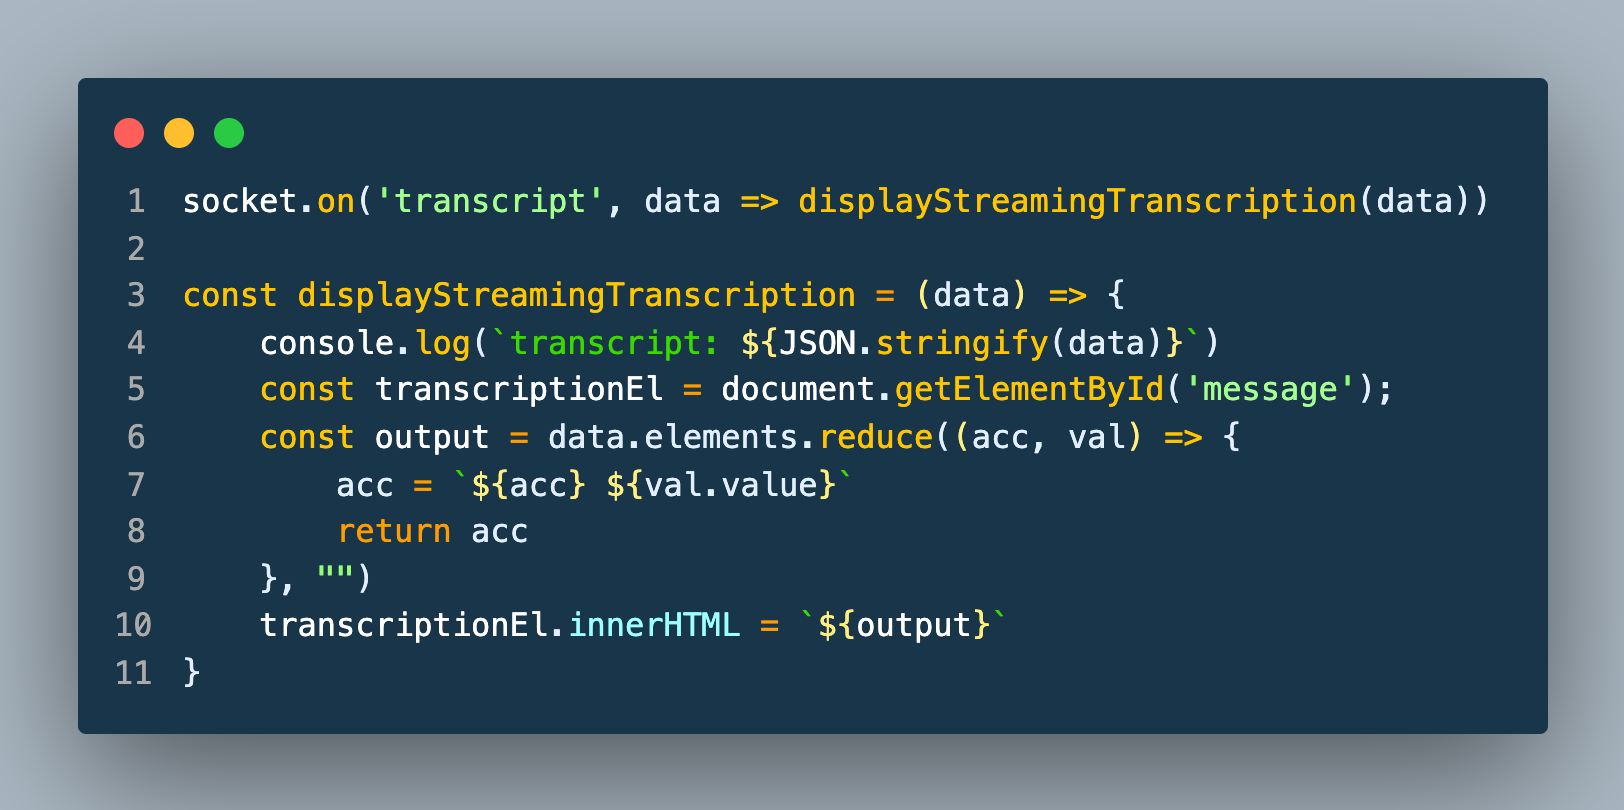 1 socket.on('transcript', data => displayStreamingTranscription(data))
2
3 const displayStreamingTranscription = (data) => {
4     console.log(`transcript: ${JSON.stringify(data)}`)
5     const transcriptionEl = document.getElementById('message');
6     const output = data.elements.reduce((acc, val) => {
7         acc = `${acc} ${val.value}`
8         return acc
9     }, "")
10     transcriptionEl.innerHTML = `${output}`
11 }